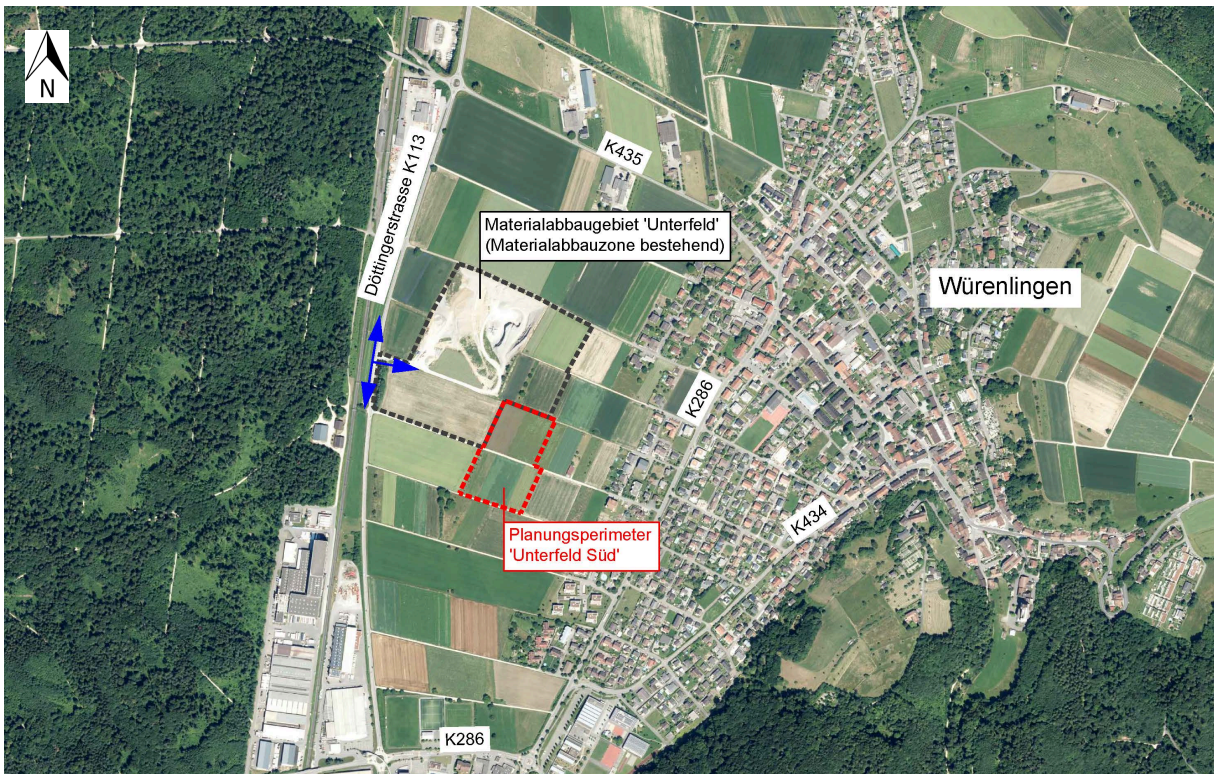 N
Döttingerstrasse K113
K435
Materialabbaugebiet 'Unterfeld'
(Materialabbauzone bestehend)
Würenlingen
K286
K434
Planungsperimeter
'Unterfeld Süd'
K286